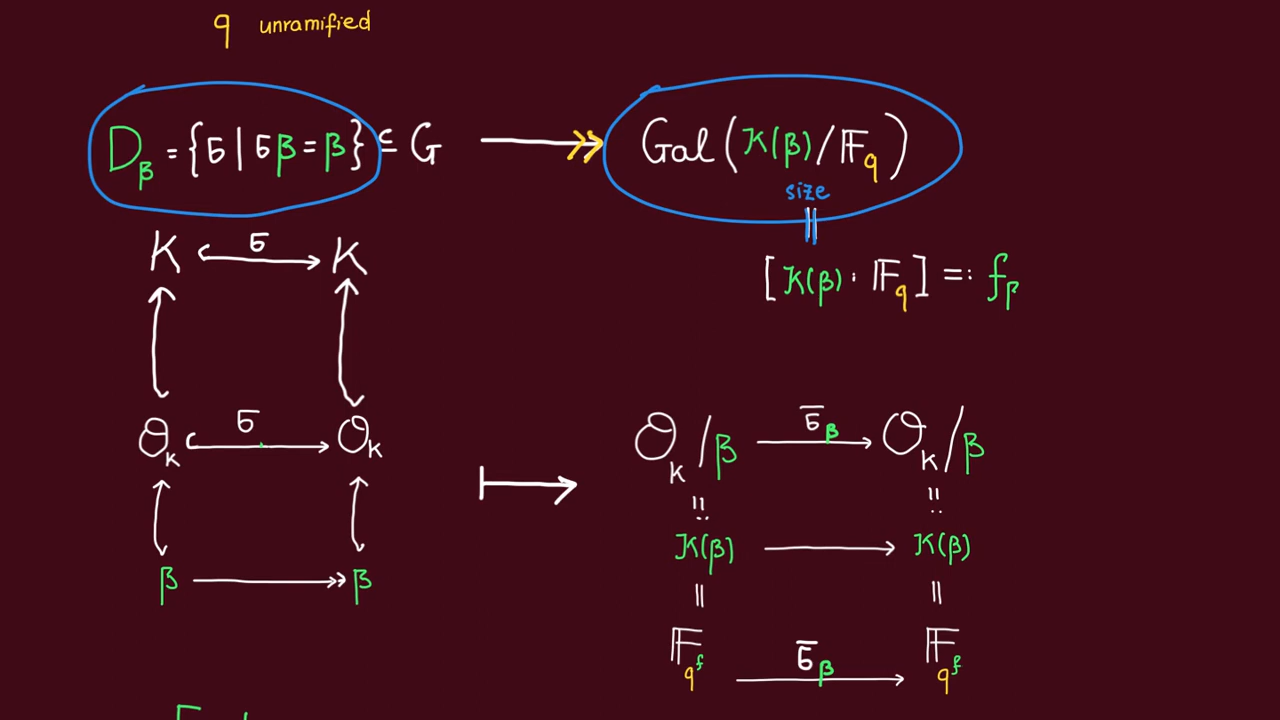 q unramified
D_β = {σ | σβ = β} ⊆ G ⟶» Gal(κ(β)/𝔽_q)
size
||
K ↪ σ → K
[κ(β) : 𝔽_q] =: f_β
O_K ↪ σ → O_K
O_K/β — σ̄_β → O_K/β
⟼
κ(β) ⟶ κ(β)
β ⟶» β
𝔽_{q^f} — σ̄_β → 𝔽_{q^f}